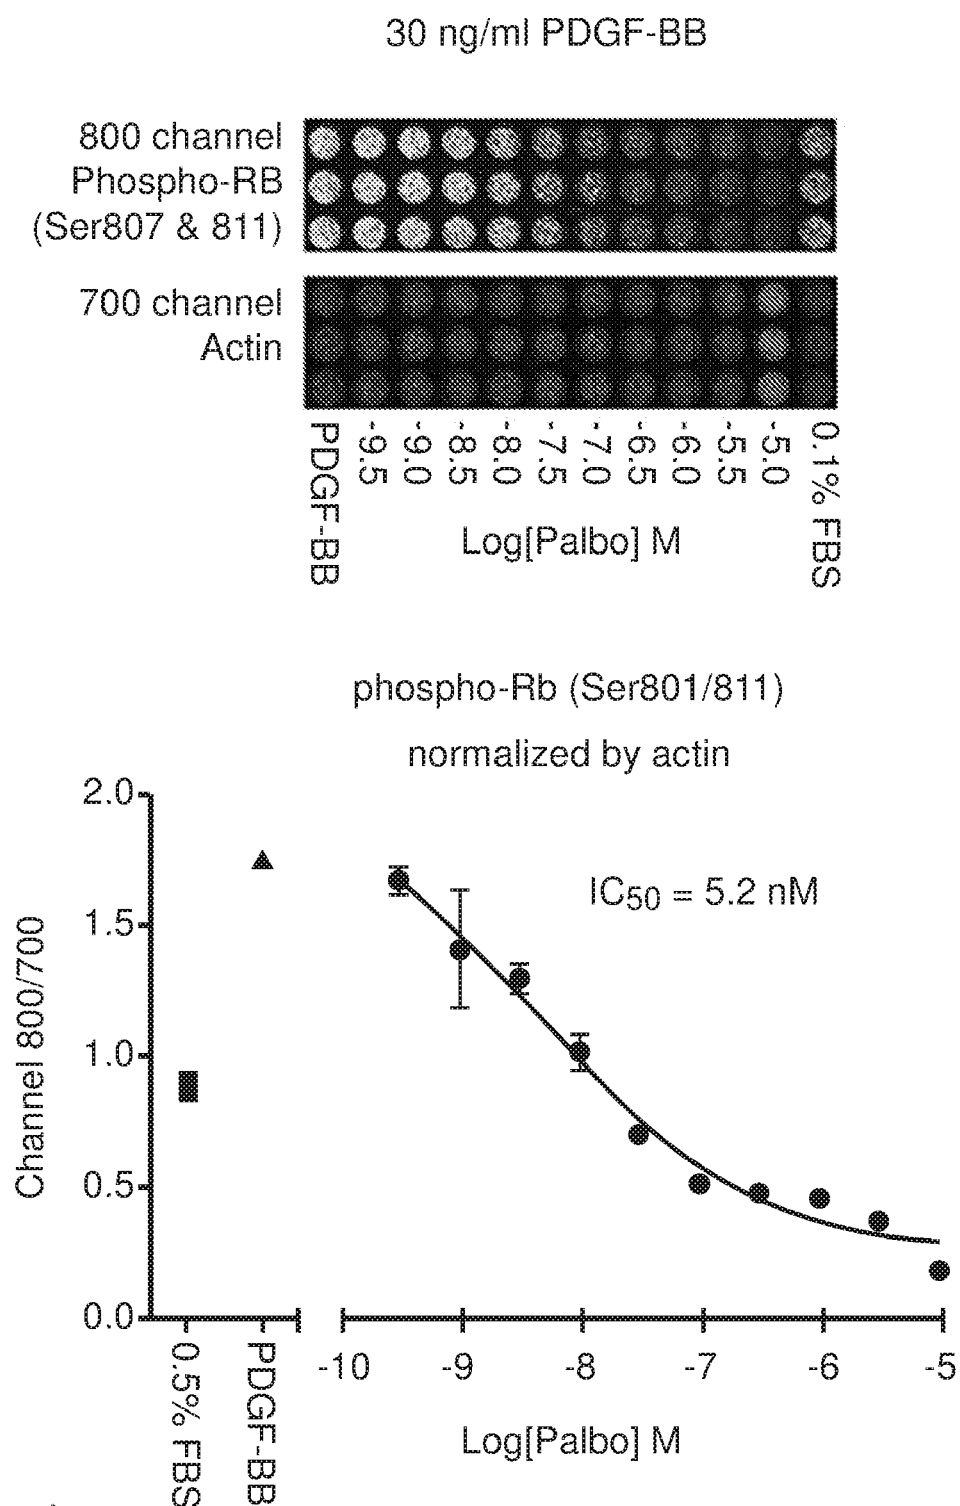 30 ng/ml PDGF-BB
800 channel
Phospho-RB
(Ser807 & 811)
700 channel
Actin
PDGF-BB
-9.5
-9.0
-8.5
-8.0
-7.5
-7.0
-6.5
-6.0
-5.5
-5.0
0.1% FBS
Log[Palbo] M
phospho-Rb (Ser801/811)
normalized by actin
Channel 800/700
2.0
1.5
1.0
0.5
0.0
IC50 = 5.2 nM
0.5% FBS
PDGF-BB
-10
-9
-8
-7
-6
-5
Log[Palbo] M